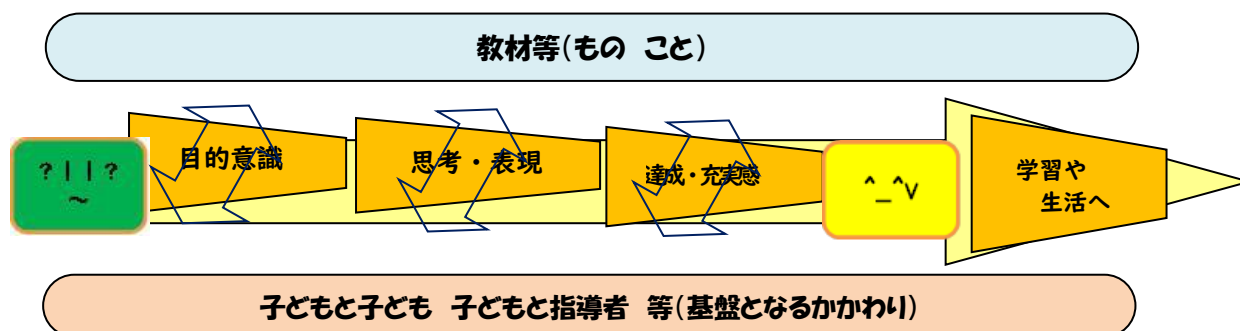 教材等(もの こと)
?||?
~
目的意識
思考・表現
達成・充実感
^_^v
学習や
生活へ
子どもと子ども 子どもと指導者 等(基盤となるかかわり)